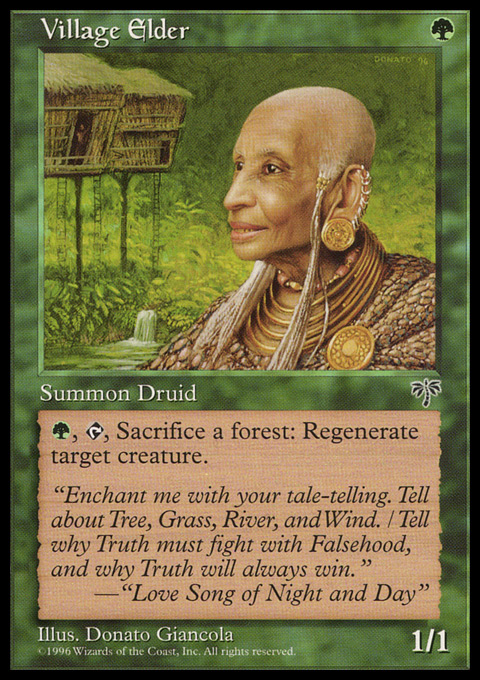 Village Elder
DONATO 96
Summon Druid
, , Sacrifice a forest: Regenerate
target creature.
"Enchant me with your tale-telling. Tell
about Tree, Grass, River, and Wind. / Tell
why Truth must fight with Falsehood,
and why Truth will always win."
—"Love Song of Night and Day"
Illus. Donato Giancola
1/1
©1996 Wizards of the Coast, Inc. All rights reserved.